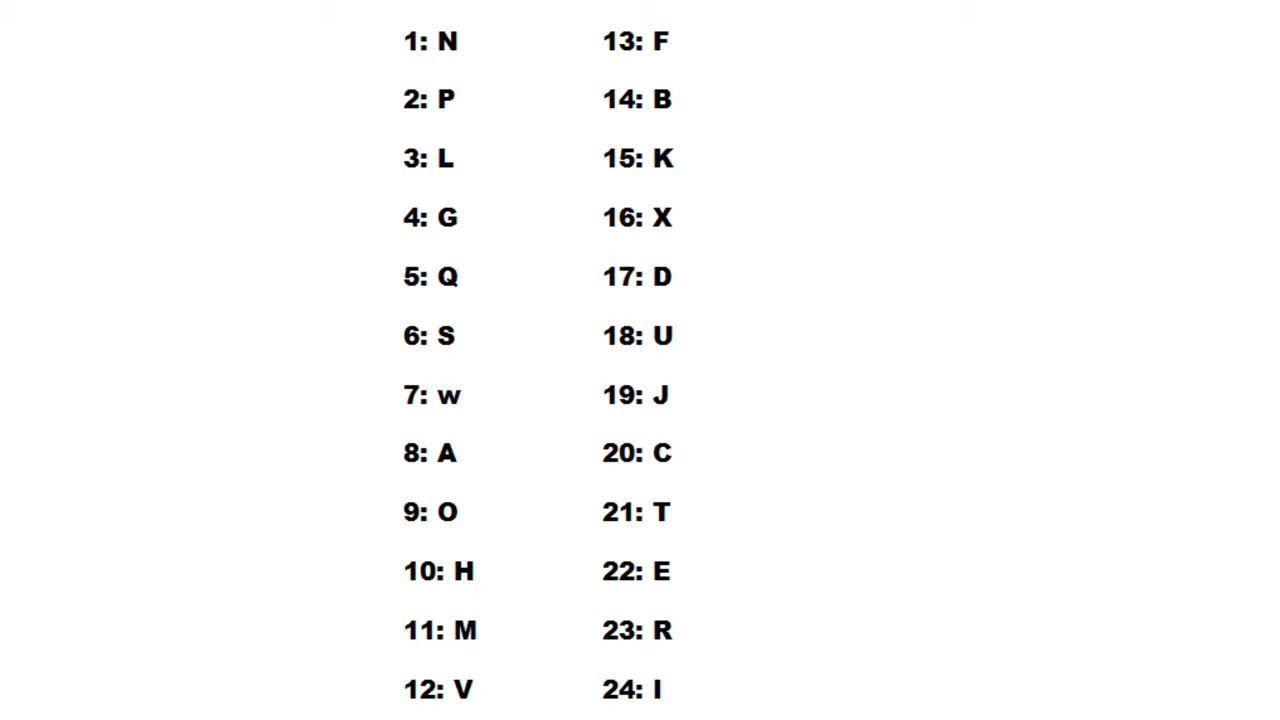 1: N
2: P
3: L
4: G
5: Q
6: S
7: w
8: A
9: O
10: H
11: M
12: V
13: F
14: B
15: K
16: X
17: D
18: U
19: J
20: C
21: T
22: E
23: R
24: I